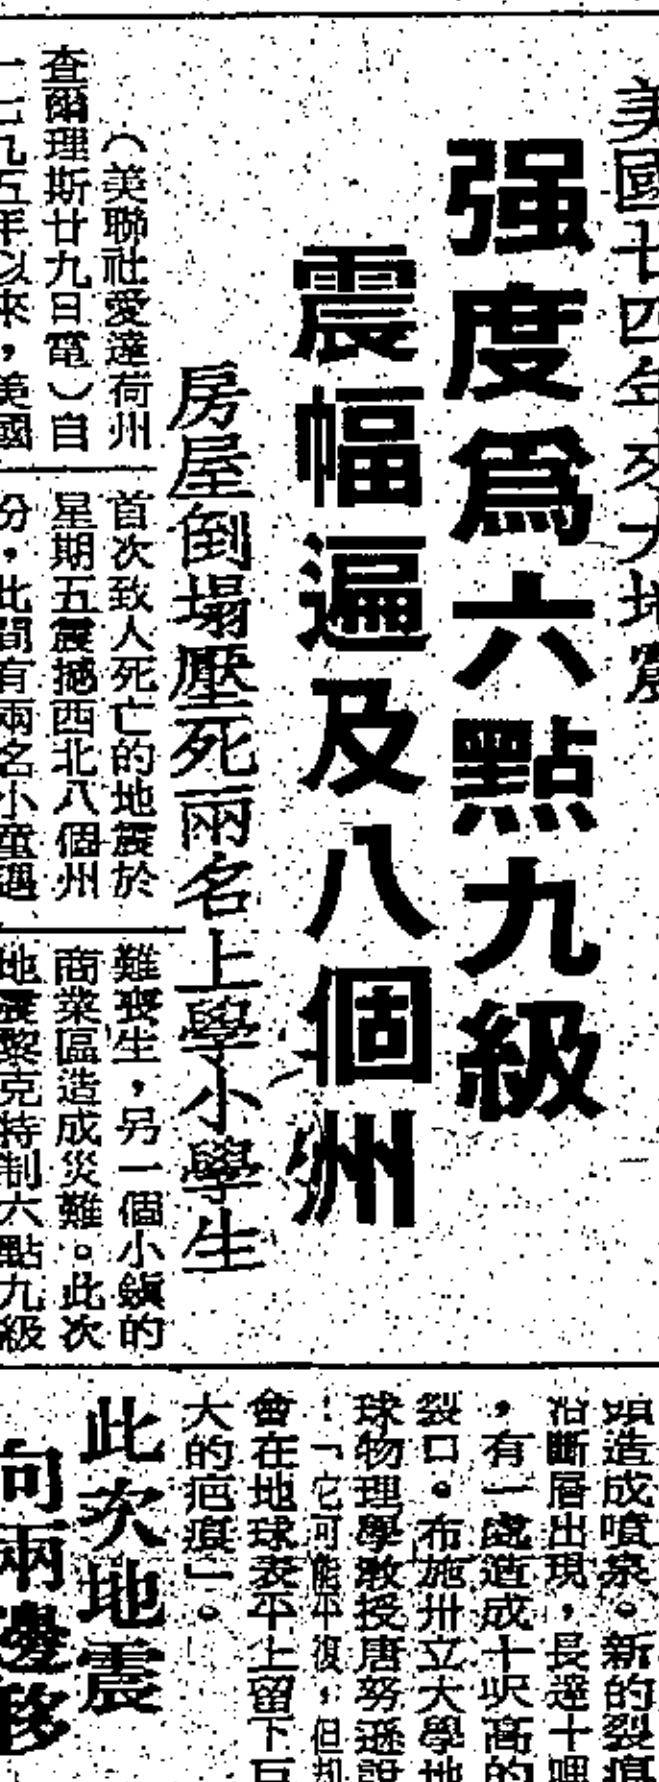 美國廿四年來大地震
强度爲六點九級
震幅遍及八個州
房屋倒塌壓死兩名上學小學生
（美聯社愛達荷州
查爾理斯廿九日電）自
一九五年以來，美國
首次致人死亡的地震於
星期五震撼西北八個州
份，此間有兩名小童遇
難喪生，另一個小鎮的
商業區造成災難。此次
地震黎克特制六點九級
造成噴泉。新的裂痕
沿斷層出現，長達十哩
，有一處造成十呎高的
裂口。布施州立大學地
球物理學教授唐努遜說
：「它可能平復，但却
會在地球表平上留下巨
大的疤痕」。
此次地震
向兩邊移